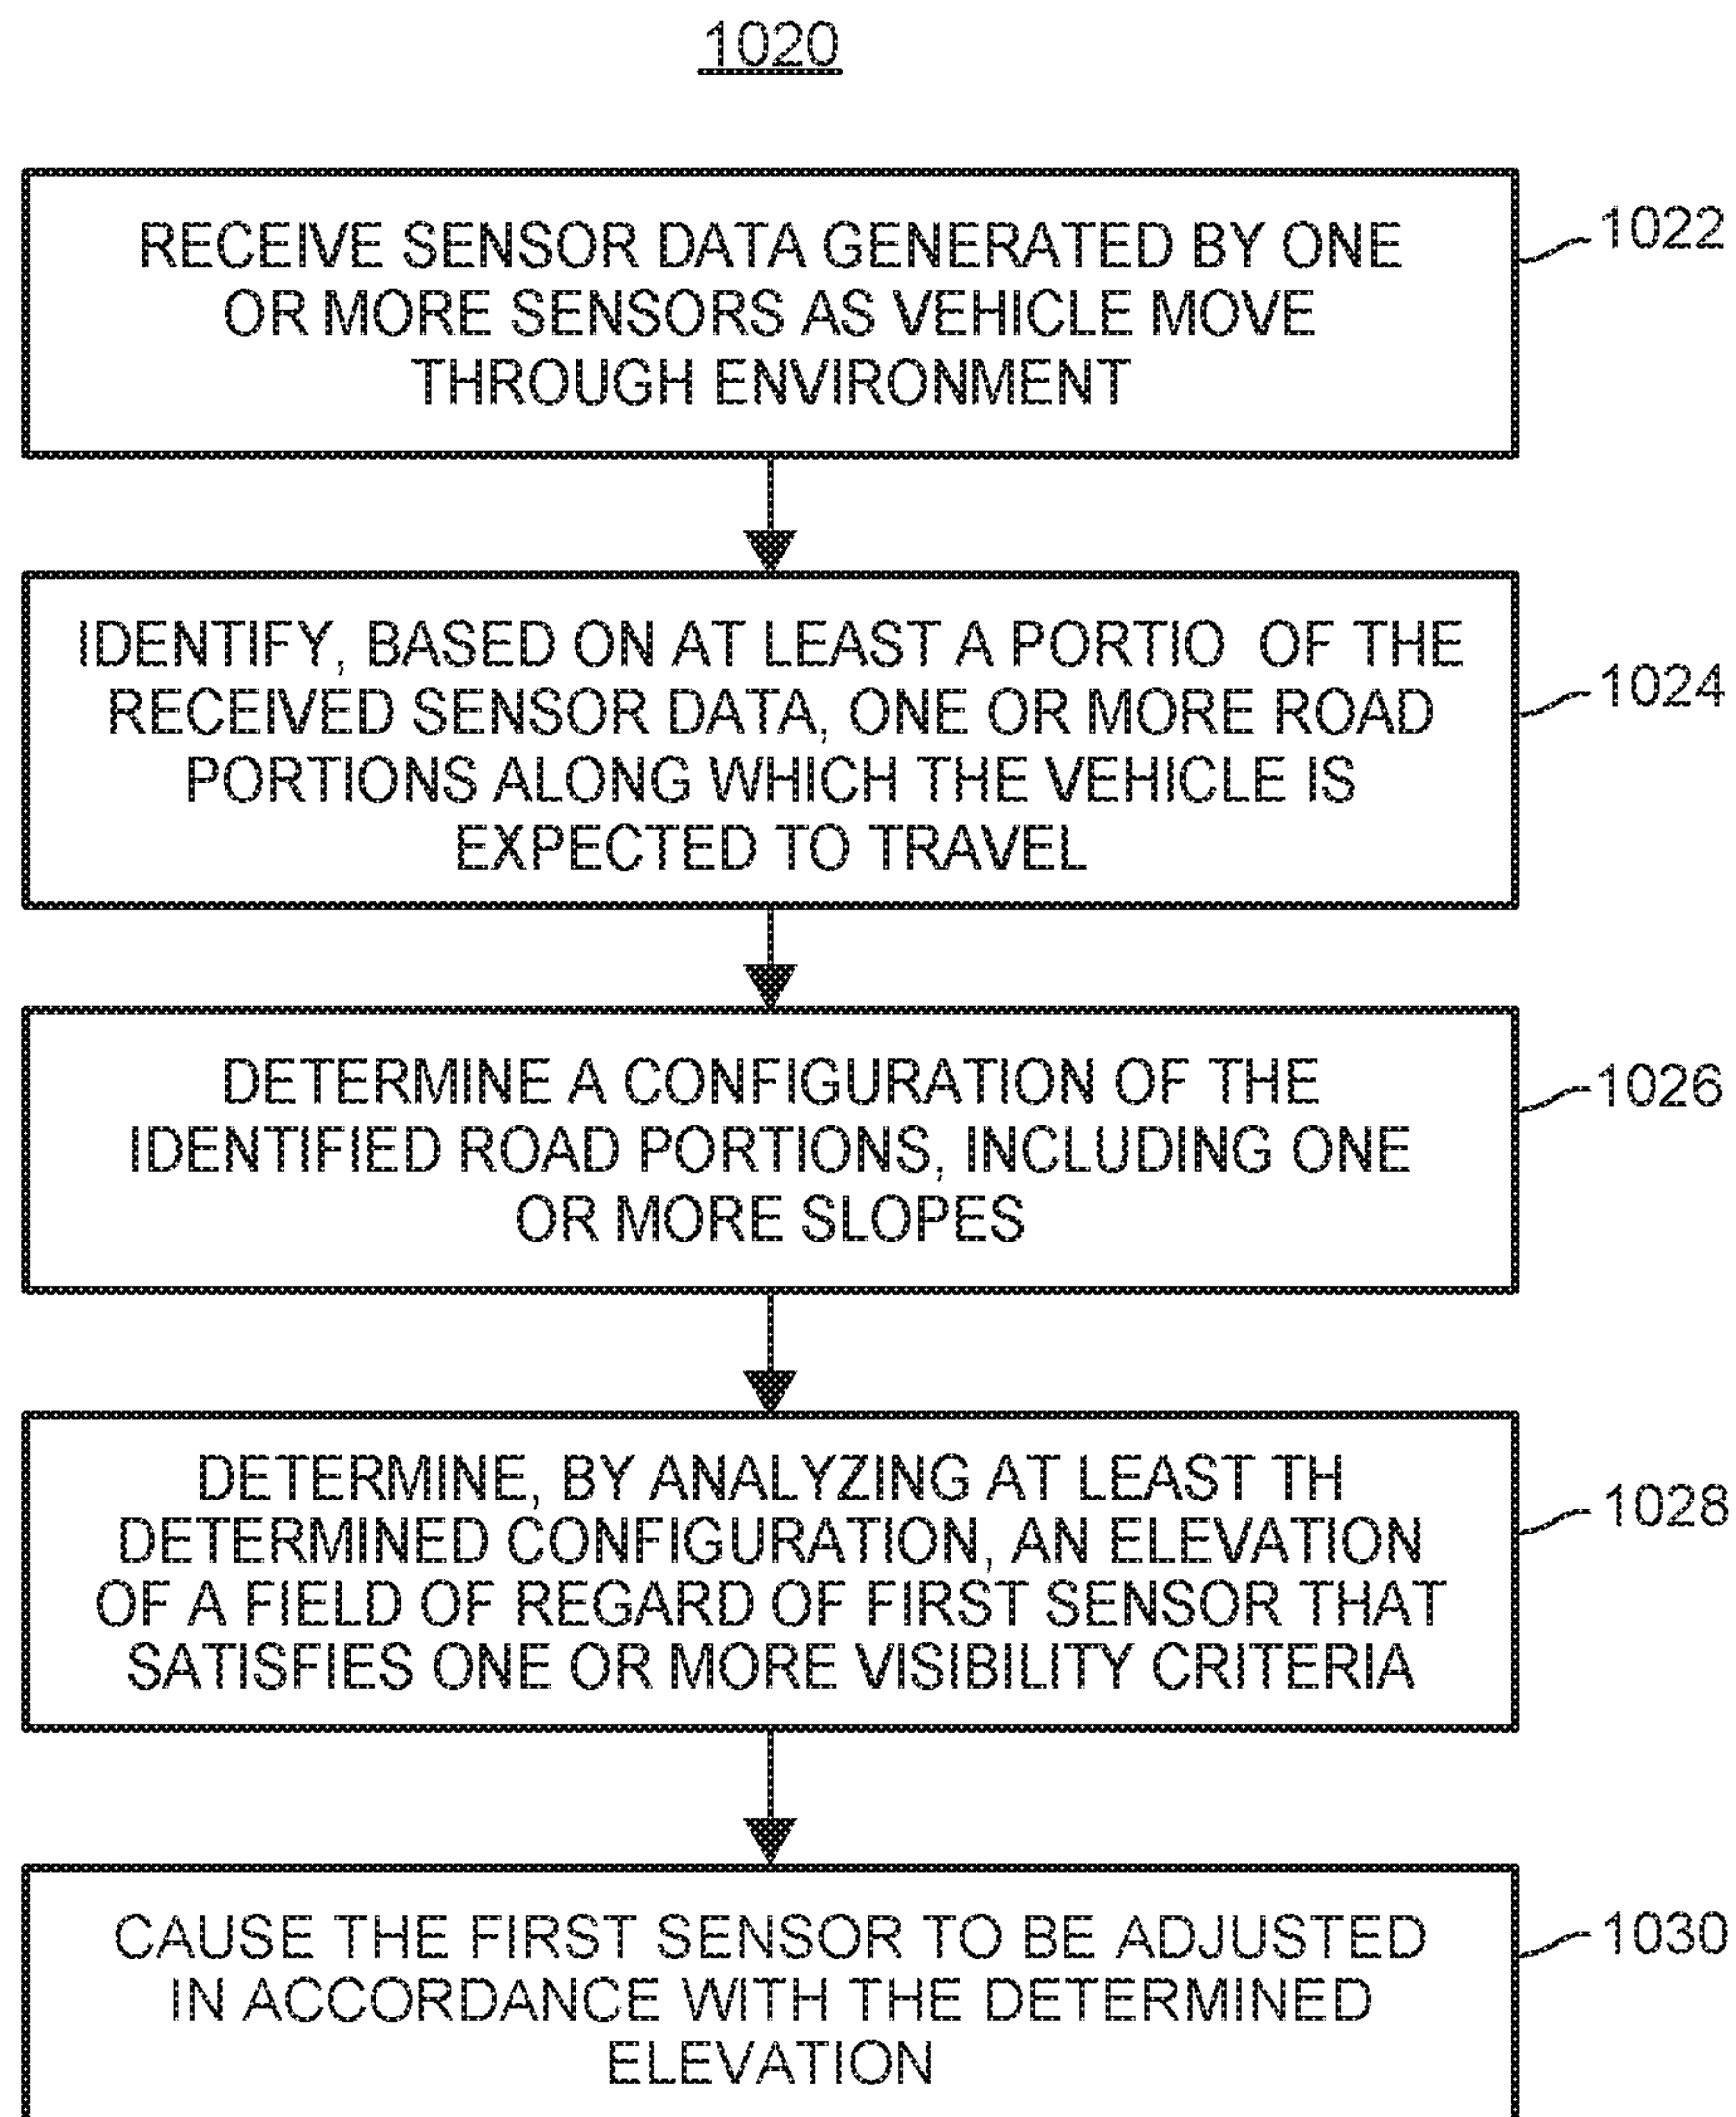 1020
RECEIVE SENSOR DATA GENERATED BY ONE
OR MORE SENSORS AS VEHICLE MOVE
THROUGH ENVIRONMENT
1022
IDENTIFY, BASED ON AT LEAST A PORTIO OF THE
RECEIVED SENSOR DATA, ONE OR MORE ROAD
PORTIONS ALONG WHICH THE VEHICLE IS
EXPECTED TO TRAVEL
1024
DETERMINE A CONFIGURATION OF THE
IDENTIFIED ROAD PORTIONS, INCLUDING ONE
OR MORE SLOPES
1026
DETERMINE, BY ANALYZING AT LEAST TH
DETERMINED CONFIGURATION, AN ELEVATION
OF A FIELD OF REGARD OF FIRST SENSOR THAT
SATISFIES ONE OR MORE VISIBILITY CRITERIA
1028
CAUSE THE FIRST SENSOR TO BE ADJUSTED
IN ACCORDANCE WITH THE DETERMINED
ELEVATION
1030